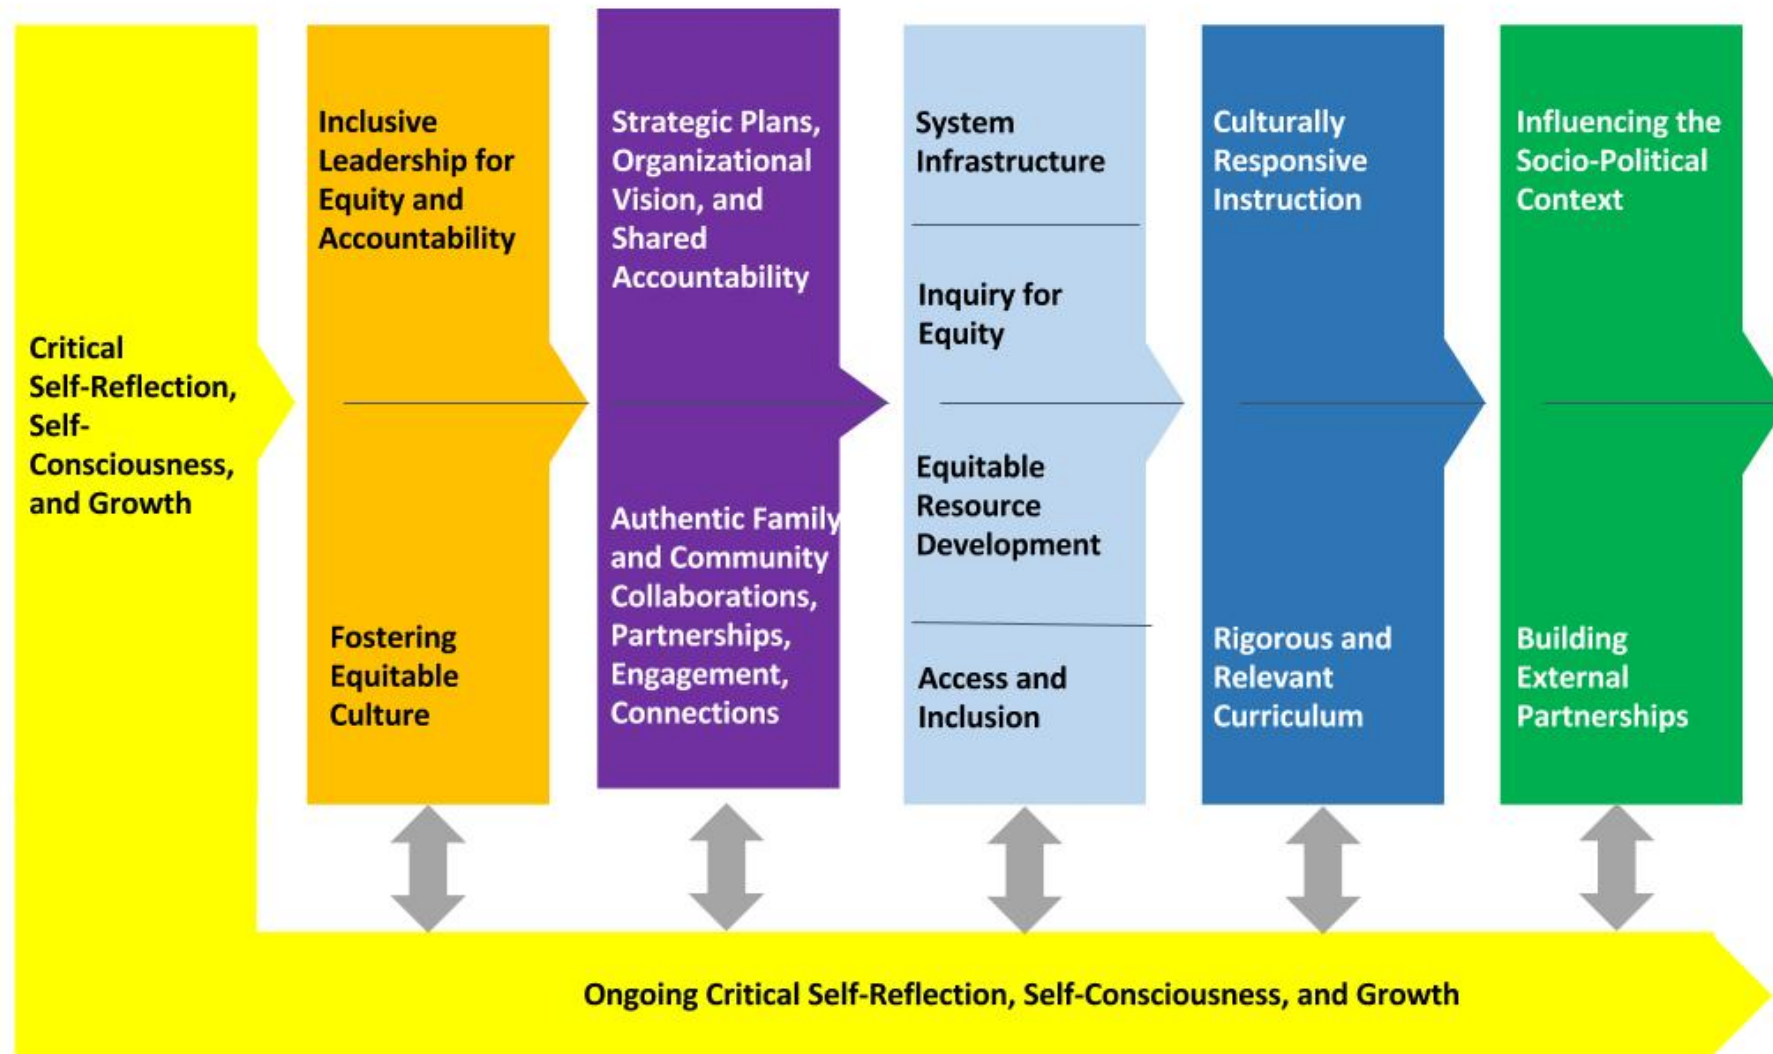 Critical
Self-Reflection,
Self-
Consciousness,
and Growth
Inclusive
Leadership for
Equity and
Accountability
Fostering
Equitable
Culture
Strategic Plans,
Organizational
Vision, and
Shared
Accountability
Authentic Family
and Community
Collaborations,
Partnerships,
Engagement,
Connections
System
Infrastructure
Inquiry for
Equity
Equitable
Resource
Development
Access and
Inclusion
Culturally
Responsive
Instruction
Rigorous and
Relevant
Curriculum
Influencing the
Socio-Political
Context
Building
External
Partnerships
Ongoing Critical Self-Reflection, Self-Consciousness, and Growth